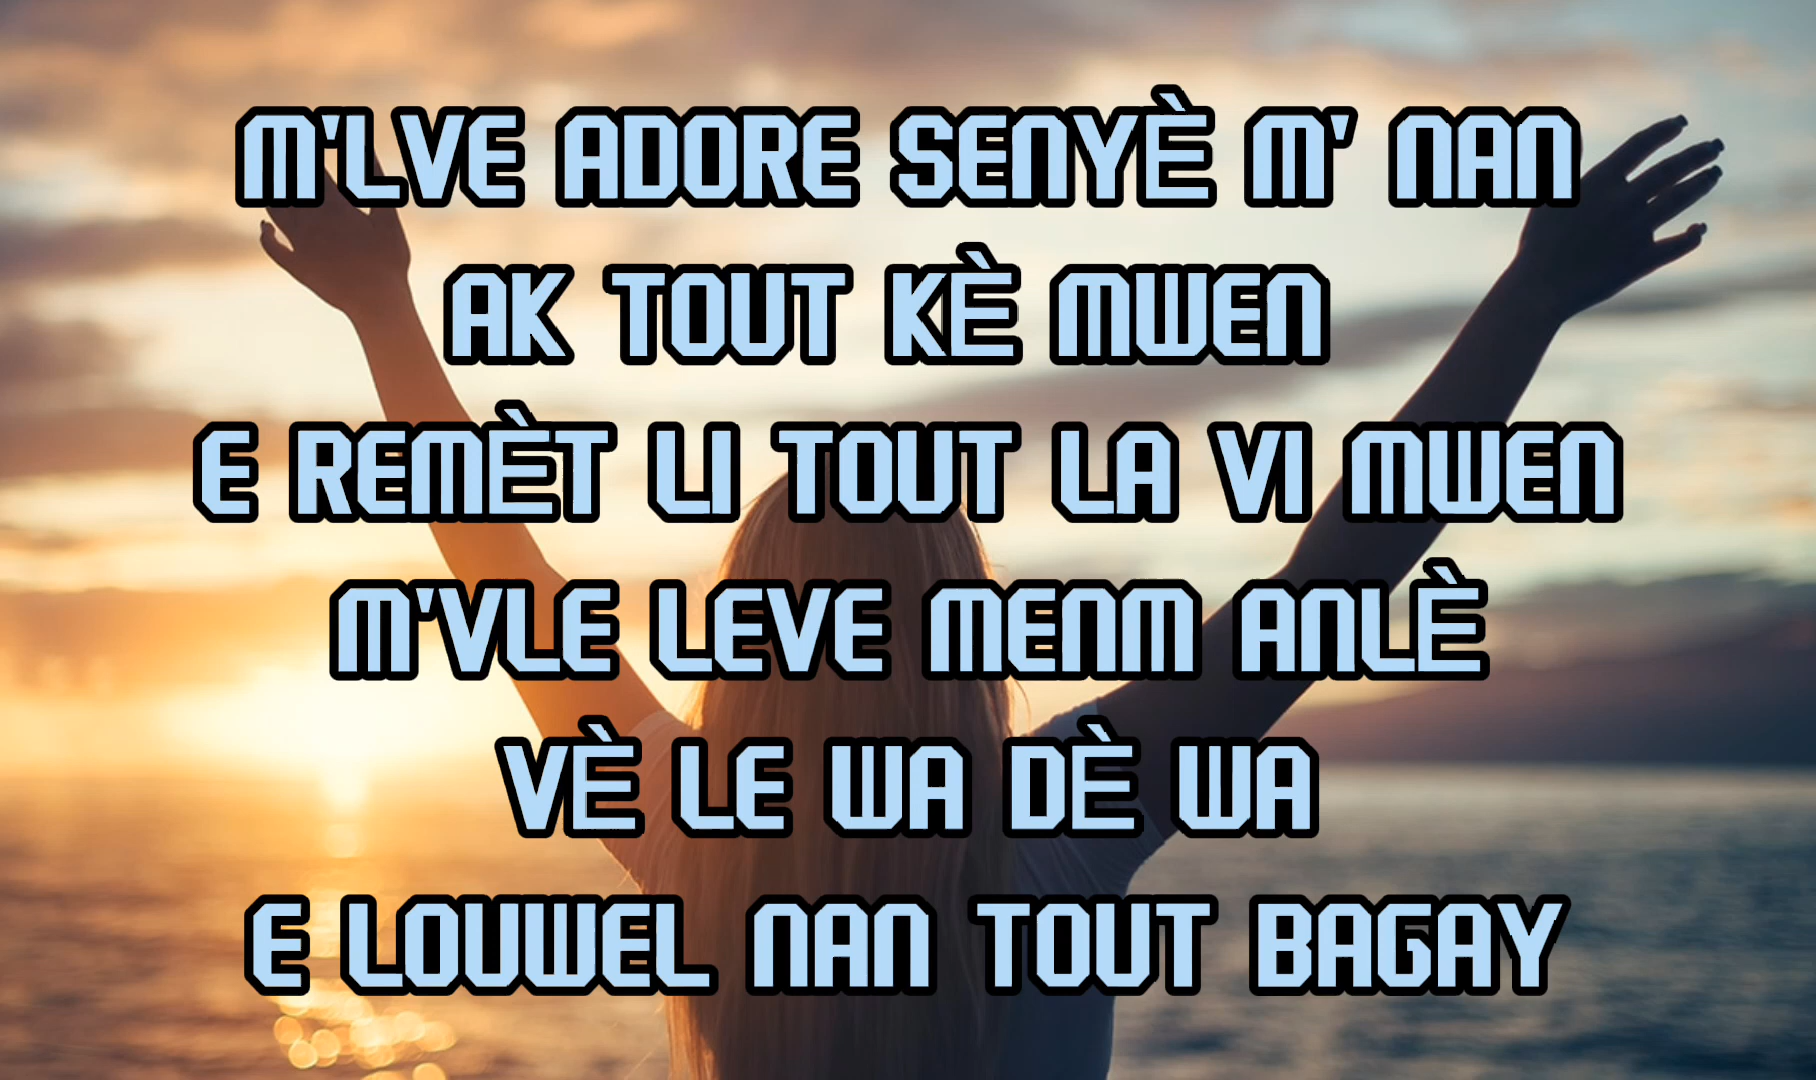 M'LVE ADORE SENYÈ M' NAN
AK TOUT KÈ MWEN
E REMÈT LI TOUT LA VI MWEN
M'VLE LEVE MENM ANLÈ
VÈ LE WA DÈ WA
E LOUWEL NAN TOUT BAGAY